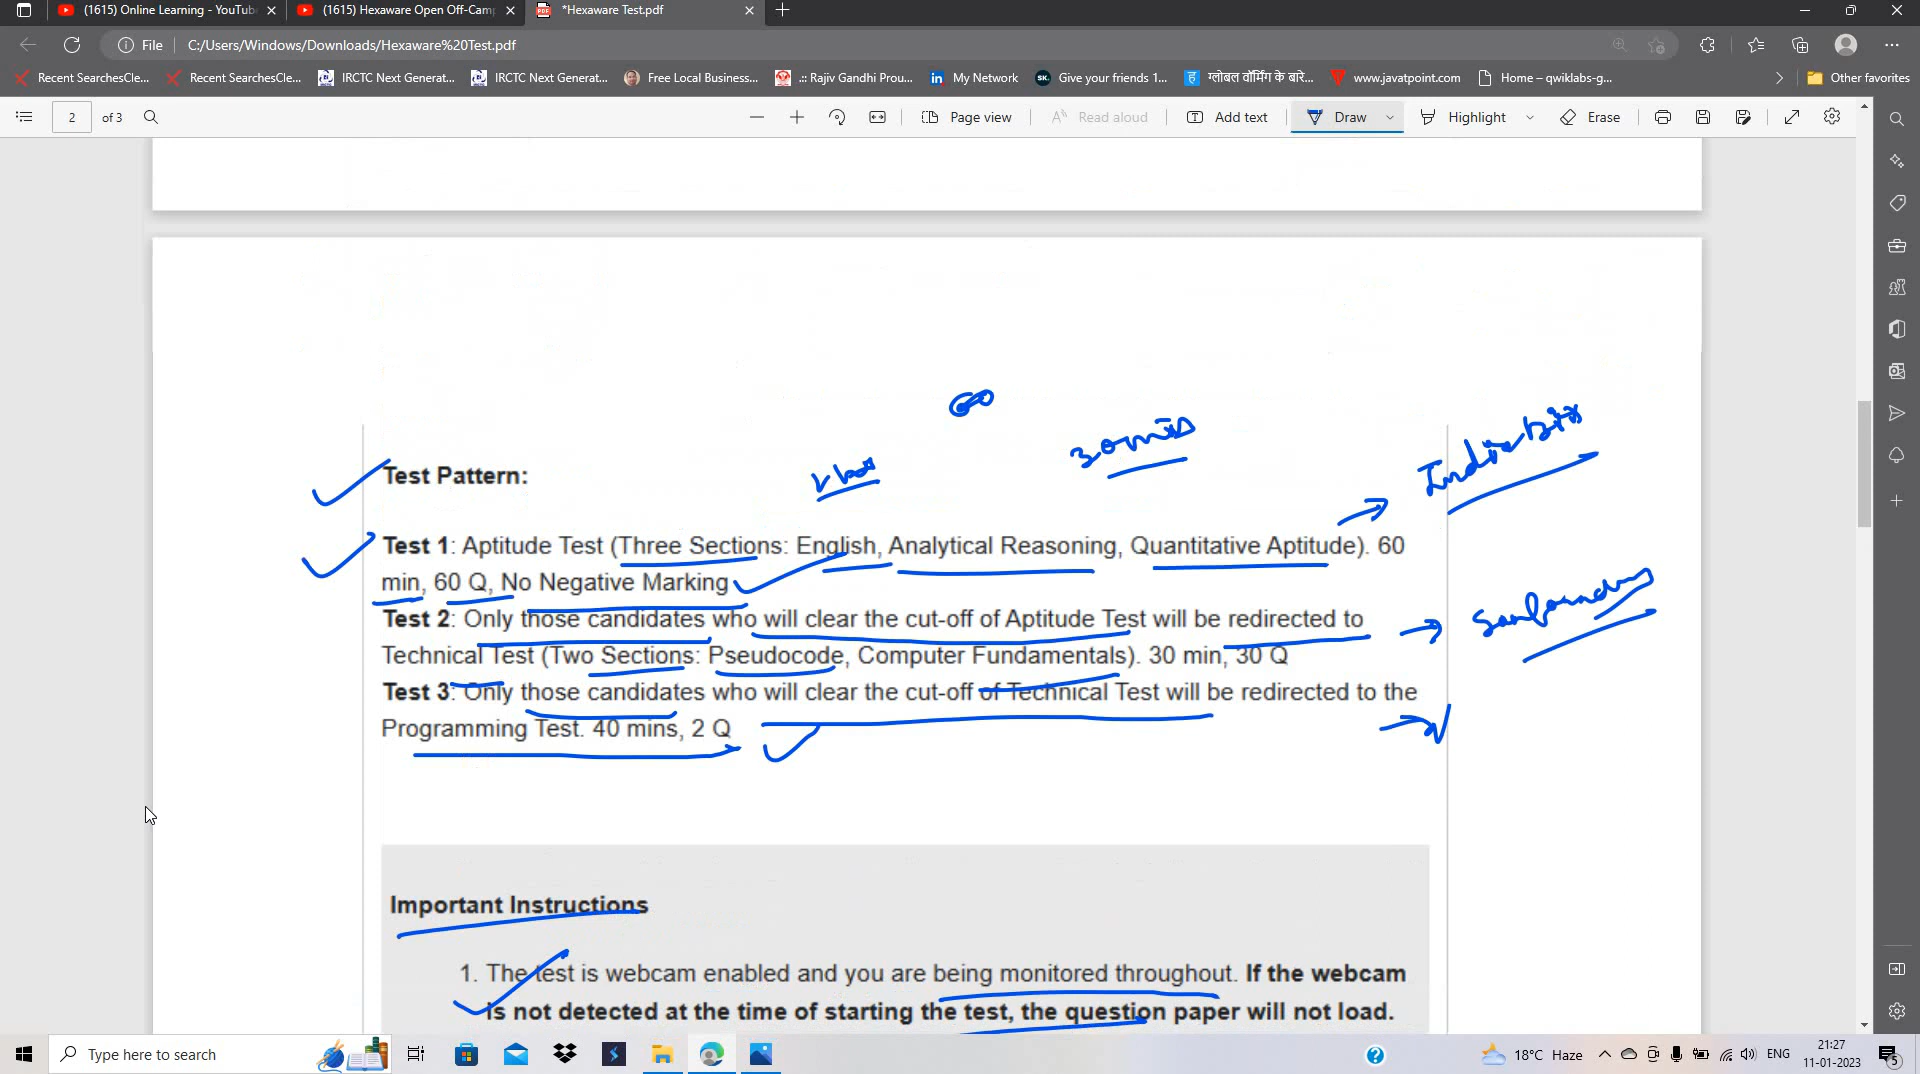 (1615) Online Learning - YouTub
(1615) Hexaware Open Off-Cam
*Hexaware Test.pdf
File
C:/Users/Windows/Downloads/Hexaware%20Test.pdf
Recent SearchesCle...
Recent SearchesCle...
IRCTC Next Generat...
IRCTC Next Generat...
Free Local Business...
.:: Rajiv Gandhi Prou...
My Network
Give your friends 1...
ग्लोबल वॉर्मिंग के बारे...
www.javatpoint.com
Home – qwiklabs-g...
Other favorites
2 of 3
Page view
Read aloud
Add text
Draw
Highlight
Erase
30 mins
Indiabix
Test Pattern:
Test 1: Aptitude Test (Three Sections: English, Analytical Reasoning, Quantitative Aptitude). 60
min, 60 Q, No Negative Marking
Sanfoundry
Test 2: Only those candidates who will clear the cut-off of Aptitude Test will be redirected to
Technical Test (Two Sections: Pseudocode, Computer Fundamentals). 30 min, 30 Q
Test 3: Only those candidates who will clear the cut-off of Technical Test will be redirected to the
Programming Test. 40 mins, 2 Q
Important Instructions
1. The test is webcam enabled and you are being monitored throughout. If the webcam
is not detected at the time of starting the test, the question paper will not load.
Type here to search
18°C Haze
ENG
21:27
11-01-2023
5